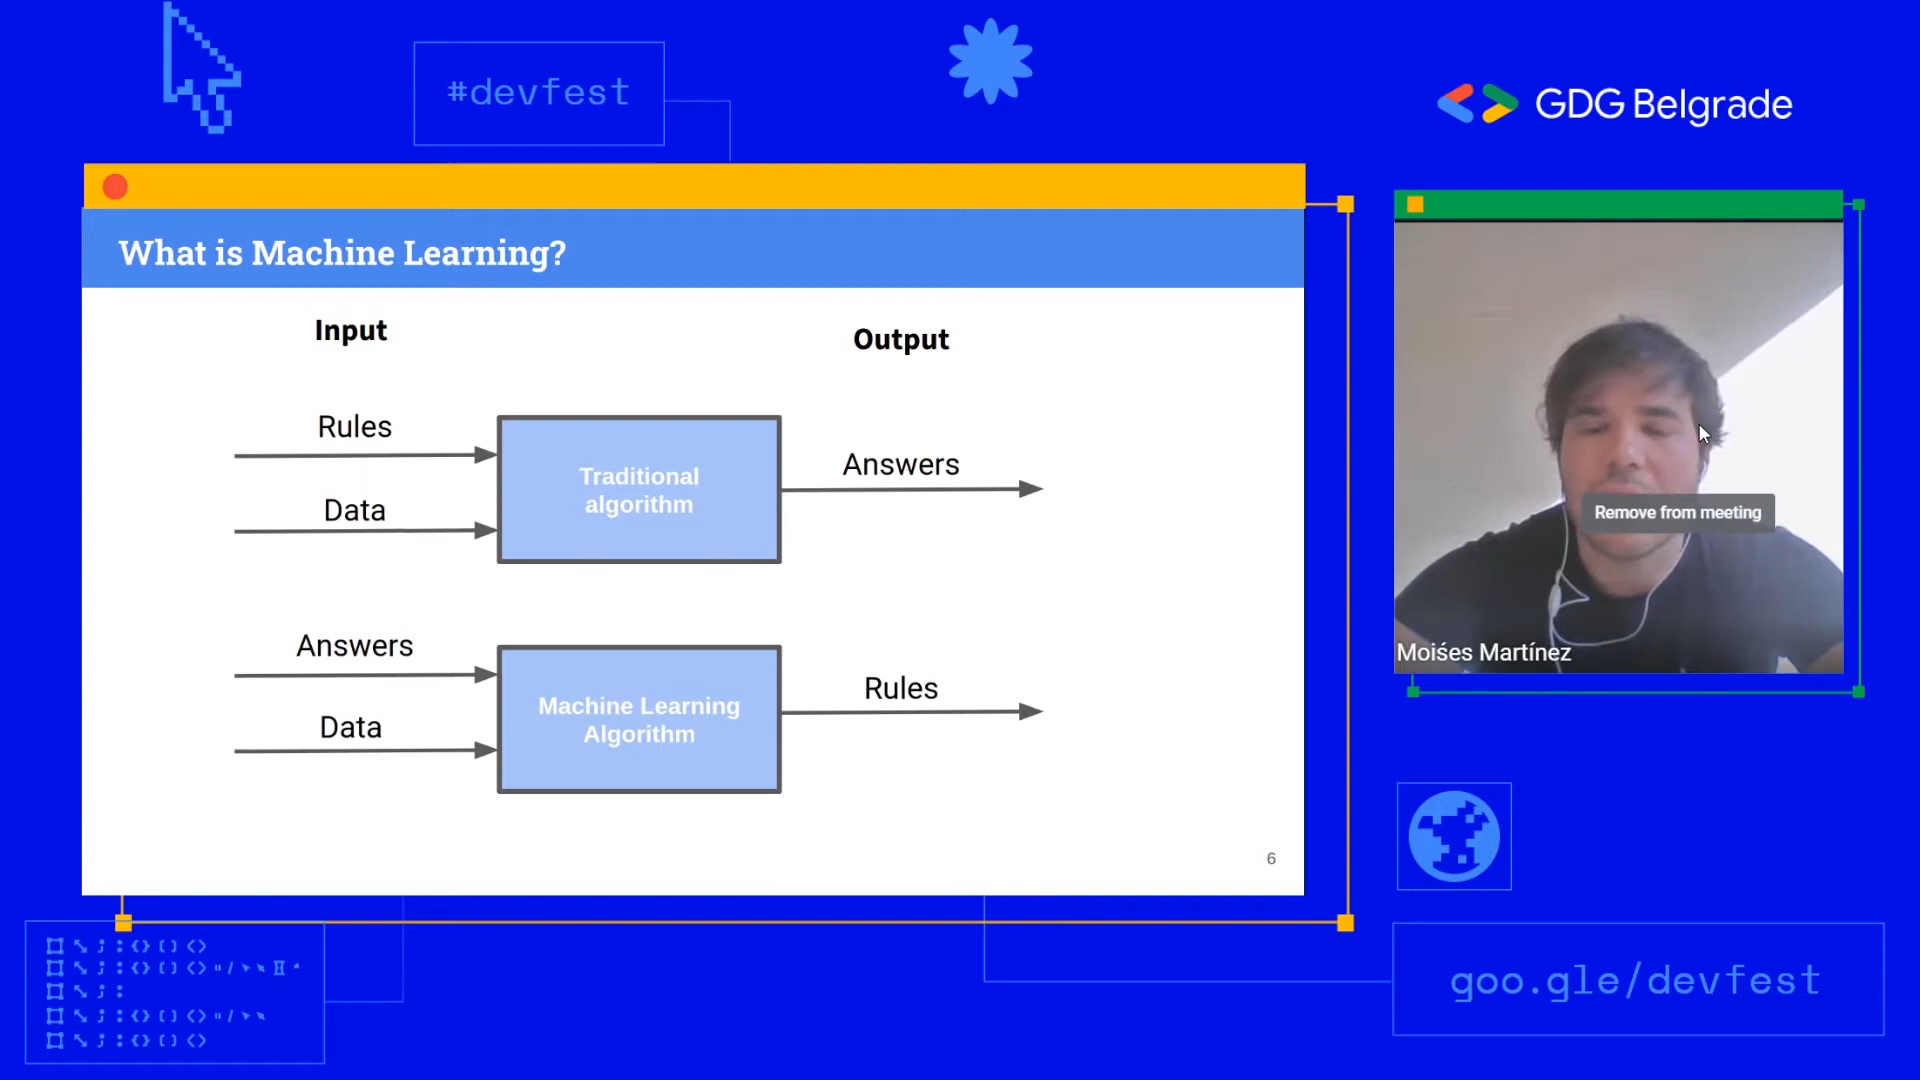 #devfest
GDG Belgrade
What is Machine Learning?
Input
Output
Rules
Data
Traditional
algorithm
Answers
Answers
Data
Machine Learning
Algorithm
Rules
6
Remove from meeting
Moiśes Martínez
goo.gle/devfest